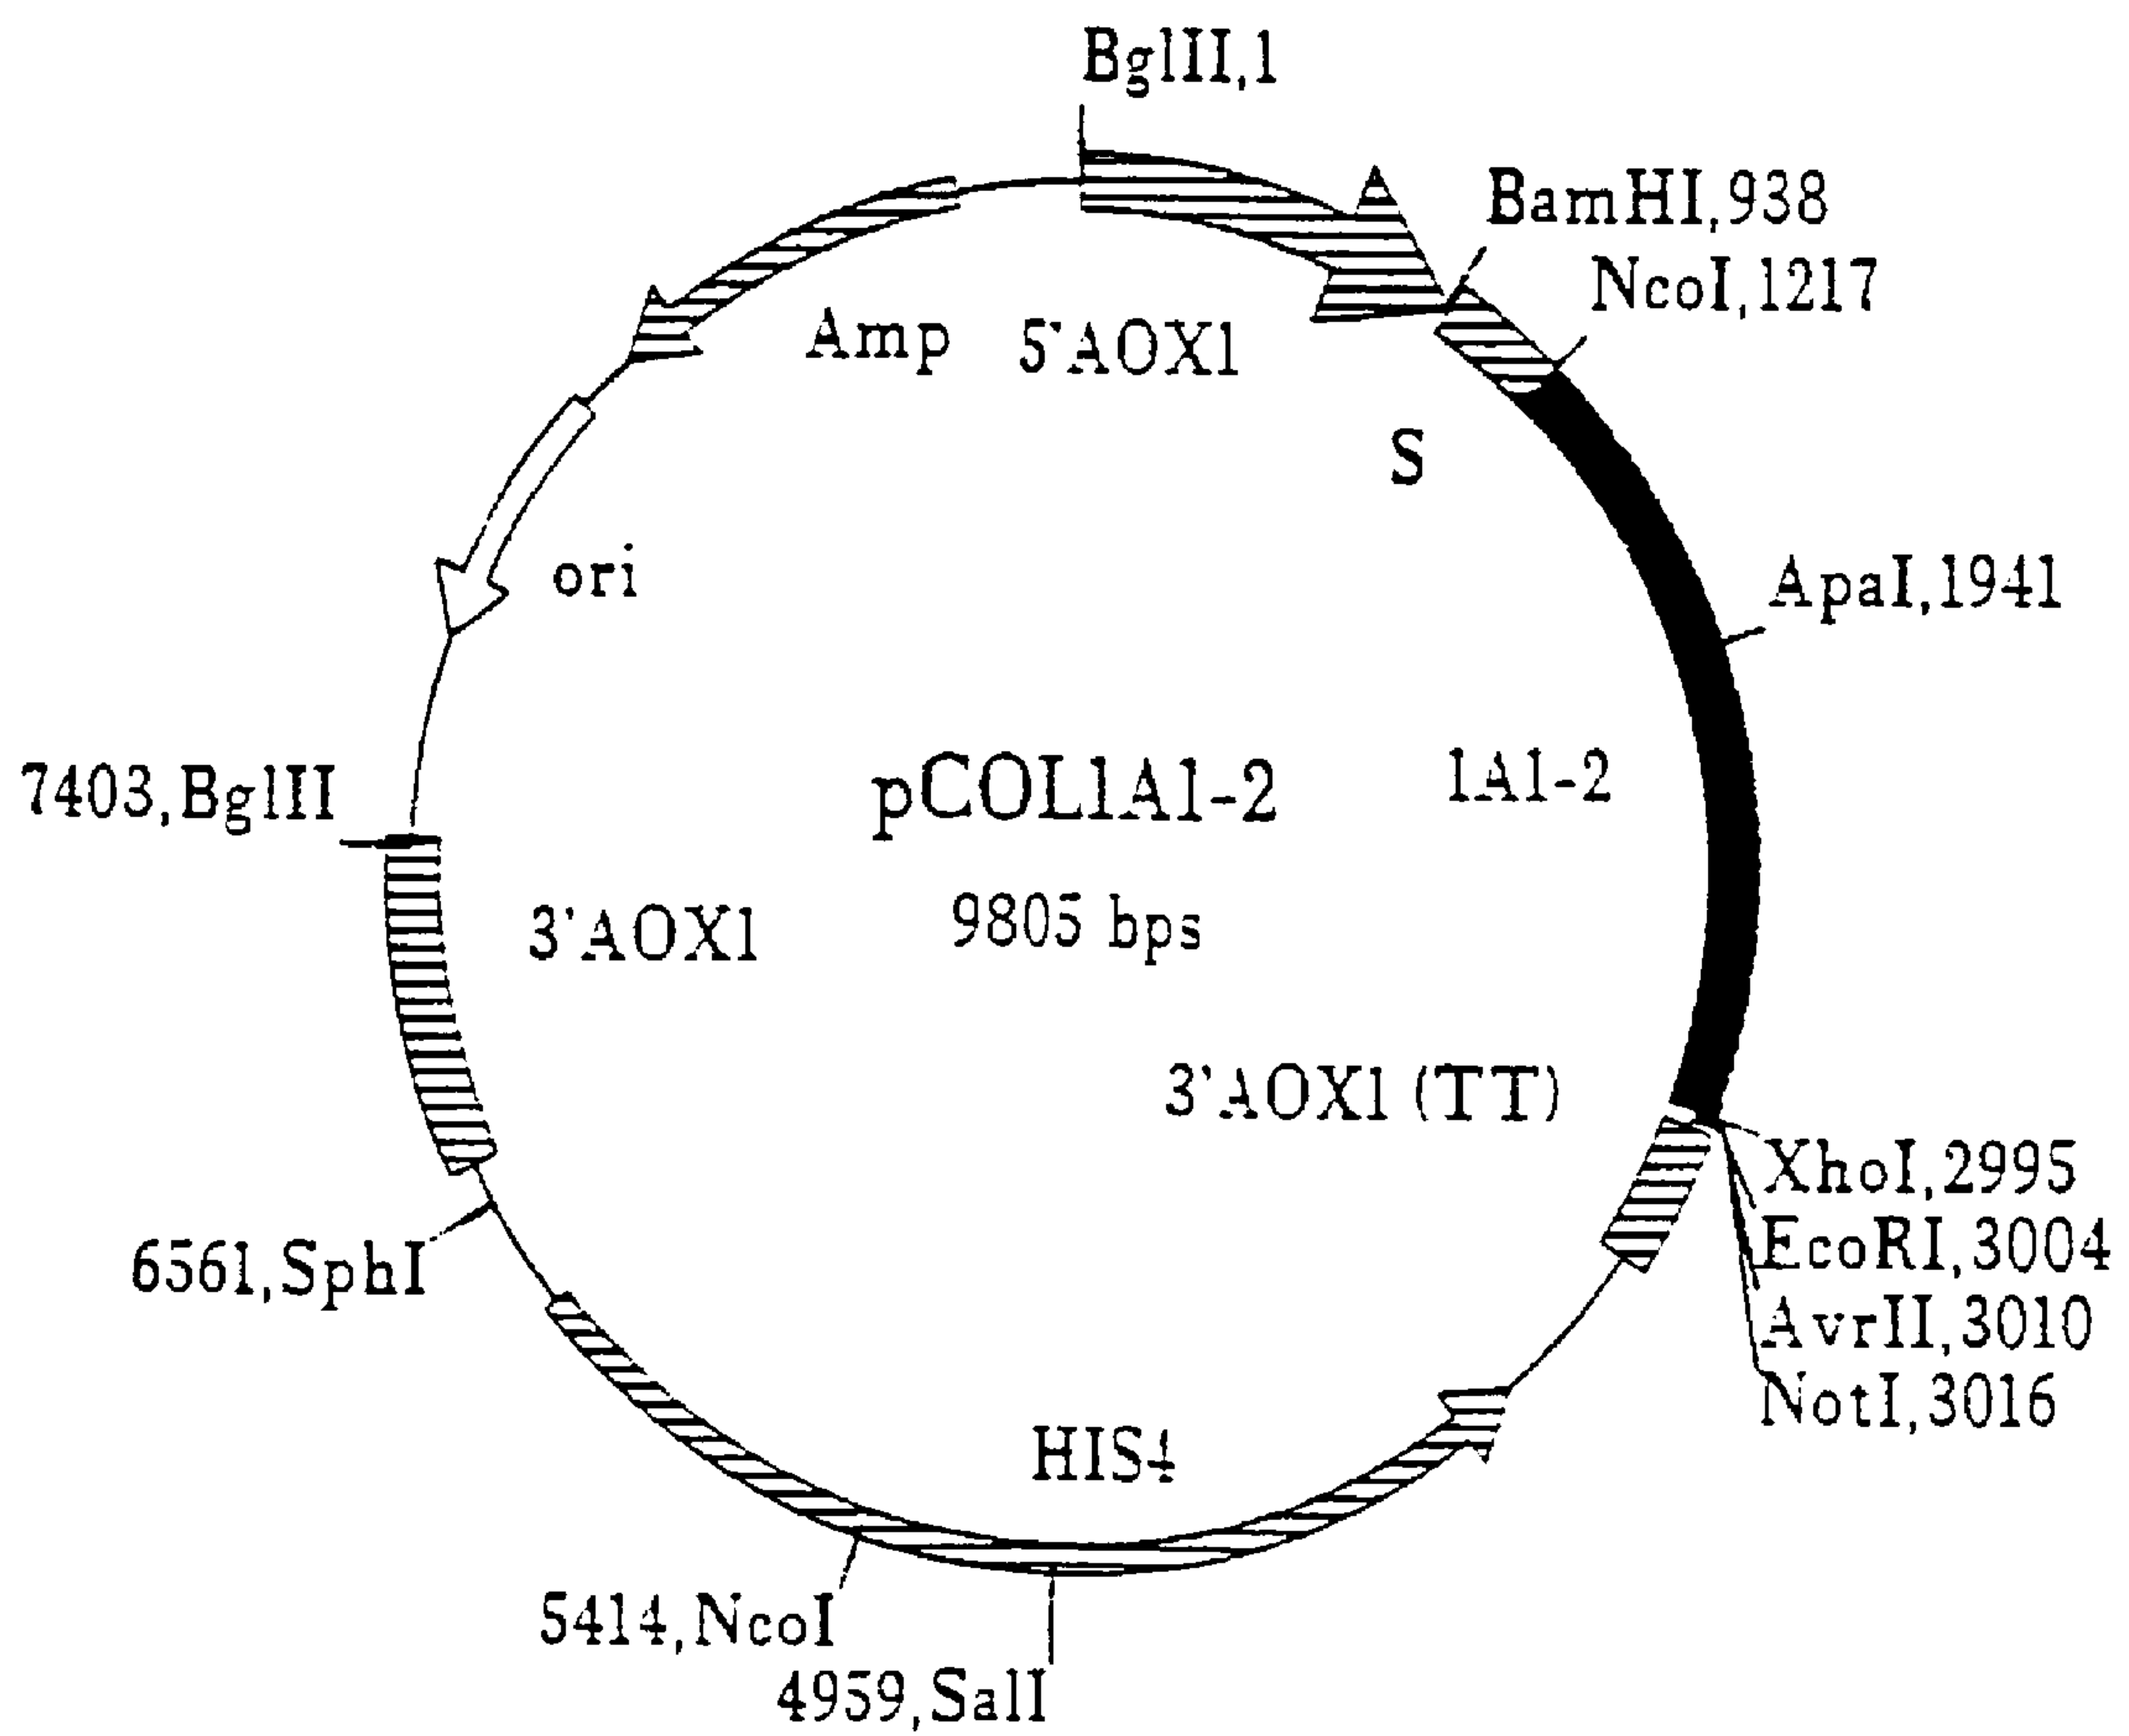 BglII,1
BamHI,938
NcoI,1217
Amp
5'AOX1
S
ori
ApaI,1941
7403,BglII
pCOL1A1-2
1A1-2
3'AOX1
9805 bps
3'AOX1 (TT)
XhoI,2995
6561,SphI
EcoRI,3004
AvrII,3010
NotI,3016
HIS4
5414,NcoI
4959,SalI